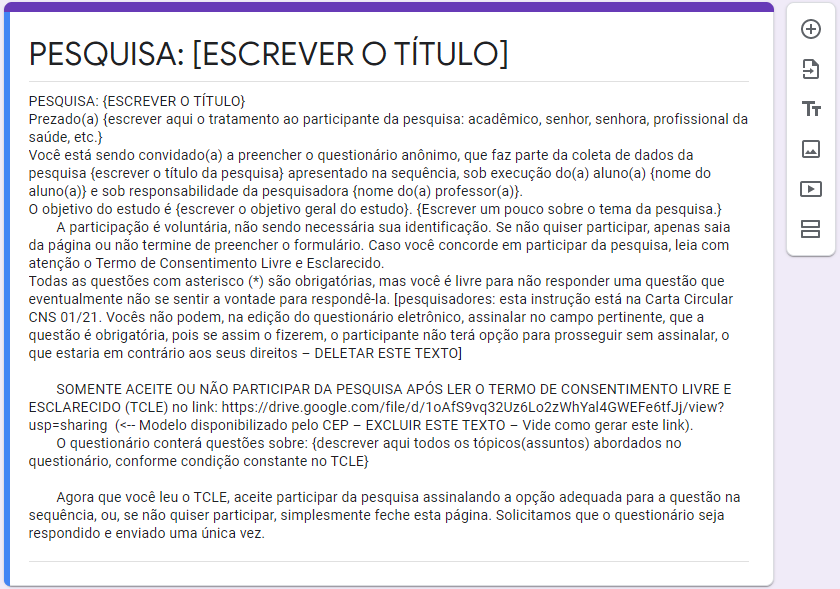 PESQUISA: [ESCREVER O TÍTULO]
PESQUISA: {ESCREVER O TÍTULO}
Prezado(a) {escrever aqui o tratamento ao participante da pesquisa: acadêmico, senhor, senhora, profissional da
saúde, etc.}
Você está sendo convidado(a) a preencher o questionário anônimo, que faz parte da coleta de dados da
pesquisa {escrever o título da pesquisa} apresentado na sequência, sob execução do(a) aluno(a) {nome do
aluno(a)} e sob responsabilidade da pesquisadora {nome do(a) professor(a)}.
O objetivo do estudo é {escrever o objetivo geral do estudo}. {Escrever um pouco sobre o tema da pesquisa.}
A participação é voluntária, não sendo necessária sua identificação. Se não quiser participar, apenas saia
da página ou não termine de preencher o formulário. Caso você concorde em participar da pesquisa, leia com
atenção o Termo de Consentimento Livre e Esclarecido.
Todas as questões com asterisco (*) são obrigatórias, mas você é livre para não responder uma questão que
eventualmente não se sentir a vontade para respondê-la. [pesquisadores: esta instrução está na Carta Circular
CNS 01/21. Vocês não podem, na edição do questionário eletrônico, assinalar no campo pertinente, que a
questão é obrigatória, pois se assim o fizerem, o participante não terá opção para prosseguir sem assinalar, o
que estaria em contrário aos seus direitos – DELETAR ESTE TEXTO]
SOMENTE ACEITE OU NÃO PARTICIPAR DA PESQUISA APÓS LER O TERMO DE CONSENTIMENTO LIVRE E
ESCLARECIDO (TCLE) no link: https://drive.google.com/file/d/1oAfS9vq32Uz6Lo2zWhYal4GWEFe6tfJj/view?
usp=sharing (<-- Modelo disponibilizado pelo CEP – EXCLUIR ESTE TEXTO – Vide como gerar este link).
O questionário conterá questões sobre: {descrever aqui todos os tópicos(assuntos) abordados no
questionário, conforme condição constante no TCLE}
Agora que você leu o TCLE, aceite participar da pesquisa assinalando a opção adequada para a questão na
sequência, ou, se não quiser participar, simplesmente feche esta página. Solicitamos que o questionário seja
respondido e enviado uma única vez.